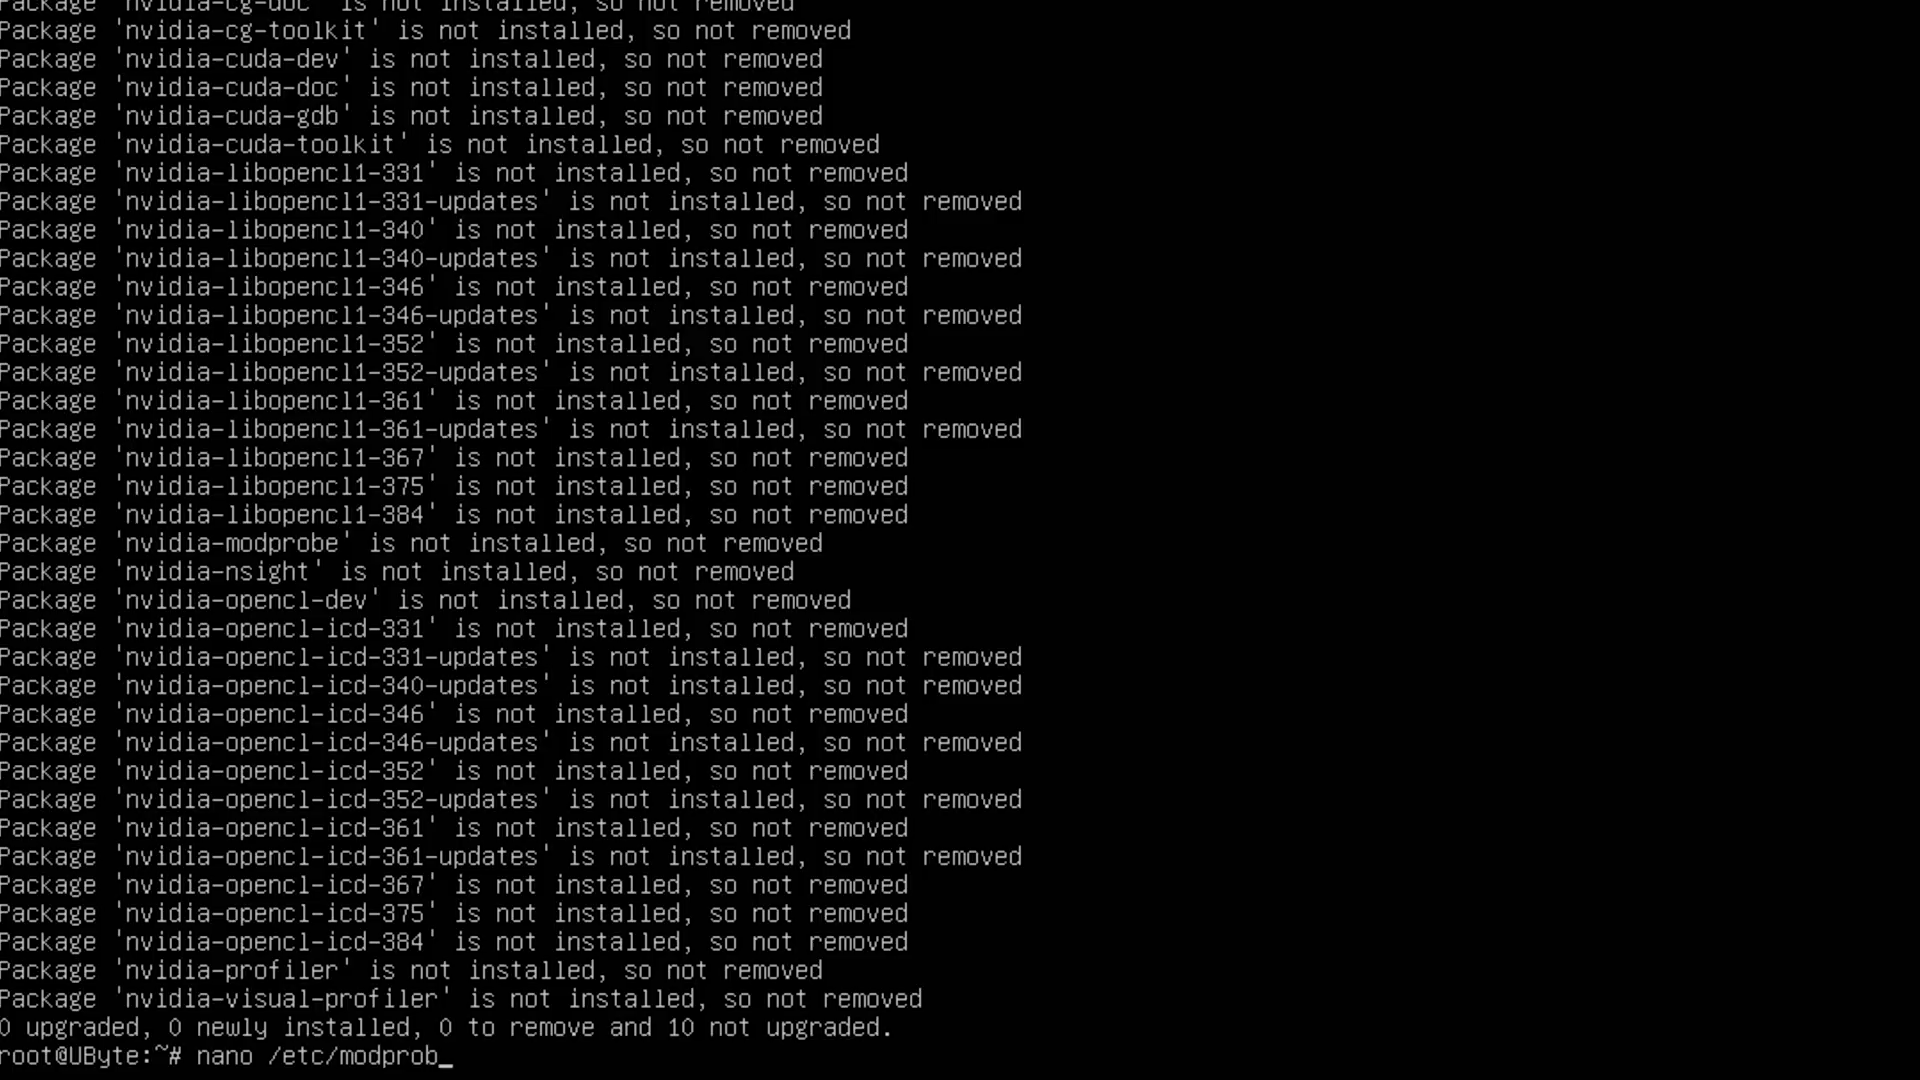 Package 'nvidia-cg-doc' is not installed, so not removed
Package 'nvidia-cg-toolkit' is not installed, so not removed
Package 'nvidia-cuda-dev' is not installed, so not removed
Package 'nvidia-cuda-doc' is not installed, so not removed
Package 'nvidia-cuda-gdb' is not installed, so not removed
Package 'nvidia-cuda-toolkit' is not installed, so not removed
Package 'nvidia-libopencl1-331' is not installed, so not removed
Package 'nvidia-libopencl1-331-updates' is not installed, so not removed
Package 'nvidia-libopencl1-340' is not installed, so not removed
Package 'nvidia-libopencl1-340-updates' is not installed, so not removed
Package 'nvidia-libopencl1-346' is not installed, so not removed
Package 'nvidia-libopencl1-346-updates' is not installed, so not removed
Package 'nvidia-libopencl1-352' is not installed, so not removed
Package 'nvidia-libopencl1-352-updates' is not installed, so not removed
Package 'nvidia-libopencl1-361' is not installed, so not removed
Package 'nvidia-libopencl1-361-updates' is not installed, so not removed
Package 'nvidia-libopencl1-367' is not installed, so not removed
Package 'nvidia-libopencl1-375' is not installed, so not removed
Package 'nvidia-libopencl1-384' is not installed, so not removed
Package 'nvidia-modprobe' is not installed, so not removed
Package 'nvidia-nsight' is not installed, so not removed
Package 'nvidia-opencl-dev' is not installed, so not removed
Package 'nvidia-opencl-icd-331' is not installed, so not removed
Package 'nvidia-opencl-icd-331-updates' is not installed, so not removed
Package 'nvidia-opencl-icd-340-updates' is not installed, so not removed
Package 'nvidia-opencl-icd-346' is not installed, so not removed
Package 'nvidia-opencl-icd-346-updates' is not installed, so not removed
Package 'nvidia-opencl-icd-352' is not installed, so not removed
Package 'nvidia-opencl-icd-352-updates' is not installed, so not removed
Package 'nvidia-opencl-icd-361' is not installed, so not removed
Package 'nvidia-opencl-icd-361-updates' is not installed, so not removed
Package 'nvidia-opencl-icd-367' is not installed, so not removed
Package 'nvidia-opencl-icd-375' is not installed, so not removed
Package 'nvidia-opencl-icd-384' is not installed, so not removed
Package 'nvidia-profiler' is not installed, so not removed
Package 'nvidia-visual-profiler' is not installed, so not removed
0 upgraded, 0 newly installed, 0 to remove and 10 not upgraded.
root@UByte:~# nano /etc/modprob_